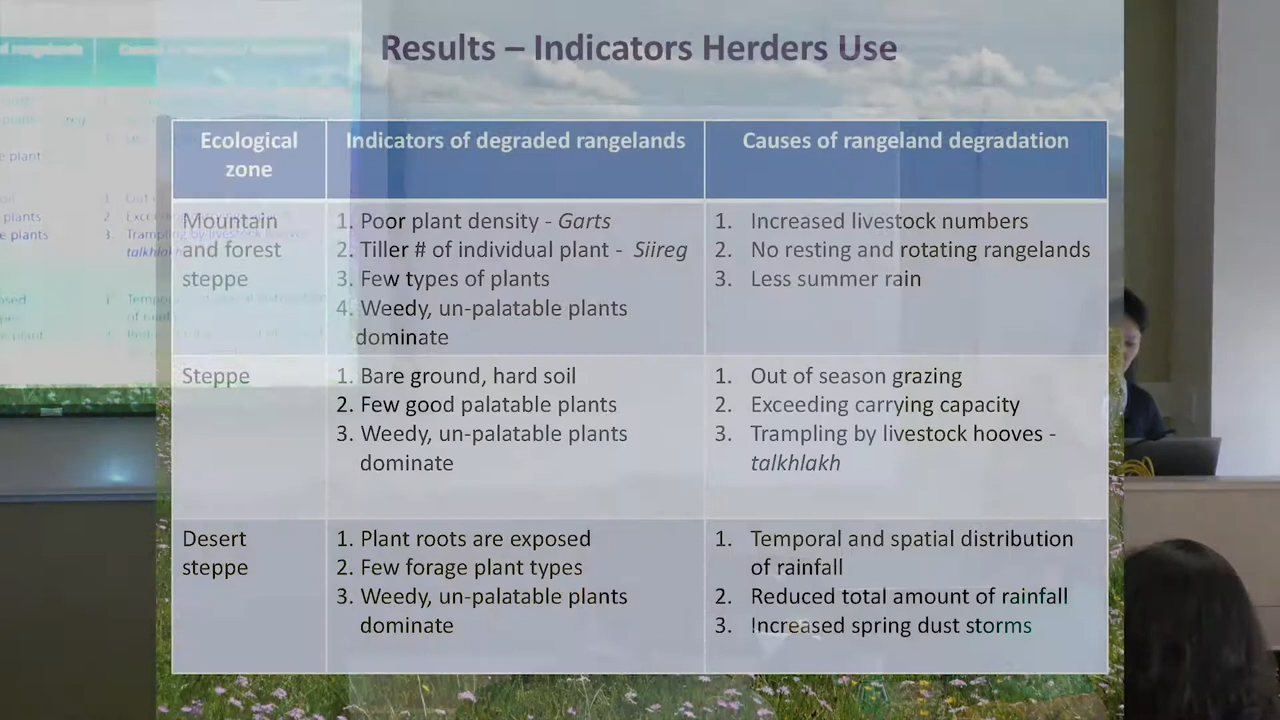 Results – Indicators Herders Use
Ecological
zone
Indicators of degraded rangelands
Causes of rangeland degradation
Mountain
and forest
steppe
1. Poor plant density - Garts
2. Tiller # of individual plant - Siireg
3. Few types of plants
4. Weedy, un-palatable plants
dominate
1. Increased livestock numbers
2. No resting and rotating rangelands
3. Less summer rain
Steppe
1. Bare ground, hard soil
2. Few good palatable plants
3. Weedy, un-palatable plants
dominate
1. Out of season grazing
2. Exceeding carrying capacity
3. Trampling by livestock hooves -
talkhlakh
Desert
steppe
1. Plant roots are exposed
2. Few forage plant types
3. Weedy, un-palatable plants
dominate
1. Temporal and spatial distribution
of rainfall
2. Reduced total amount of rainfall
3. Increased spring dust storms